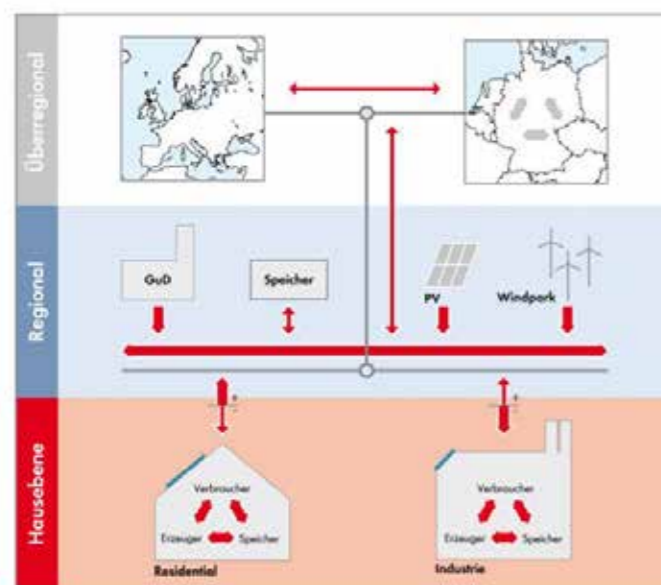 Überregional
Regional
GuD
Speicher
PV
Windpark
Hausebene
Verbraucher
Erzeuger
Speicher
Residential
Verbraucher
Erzeuger
Speicher
Industrie